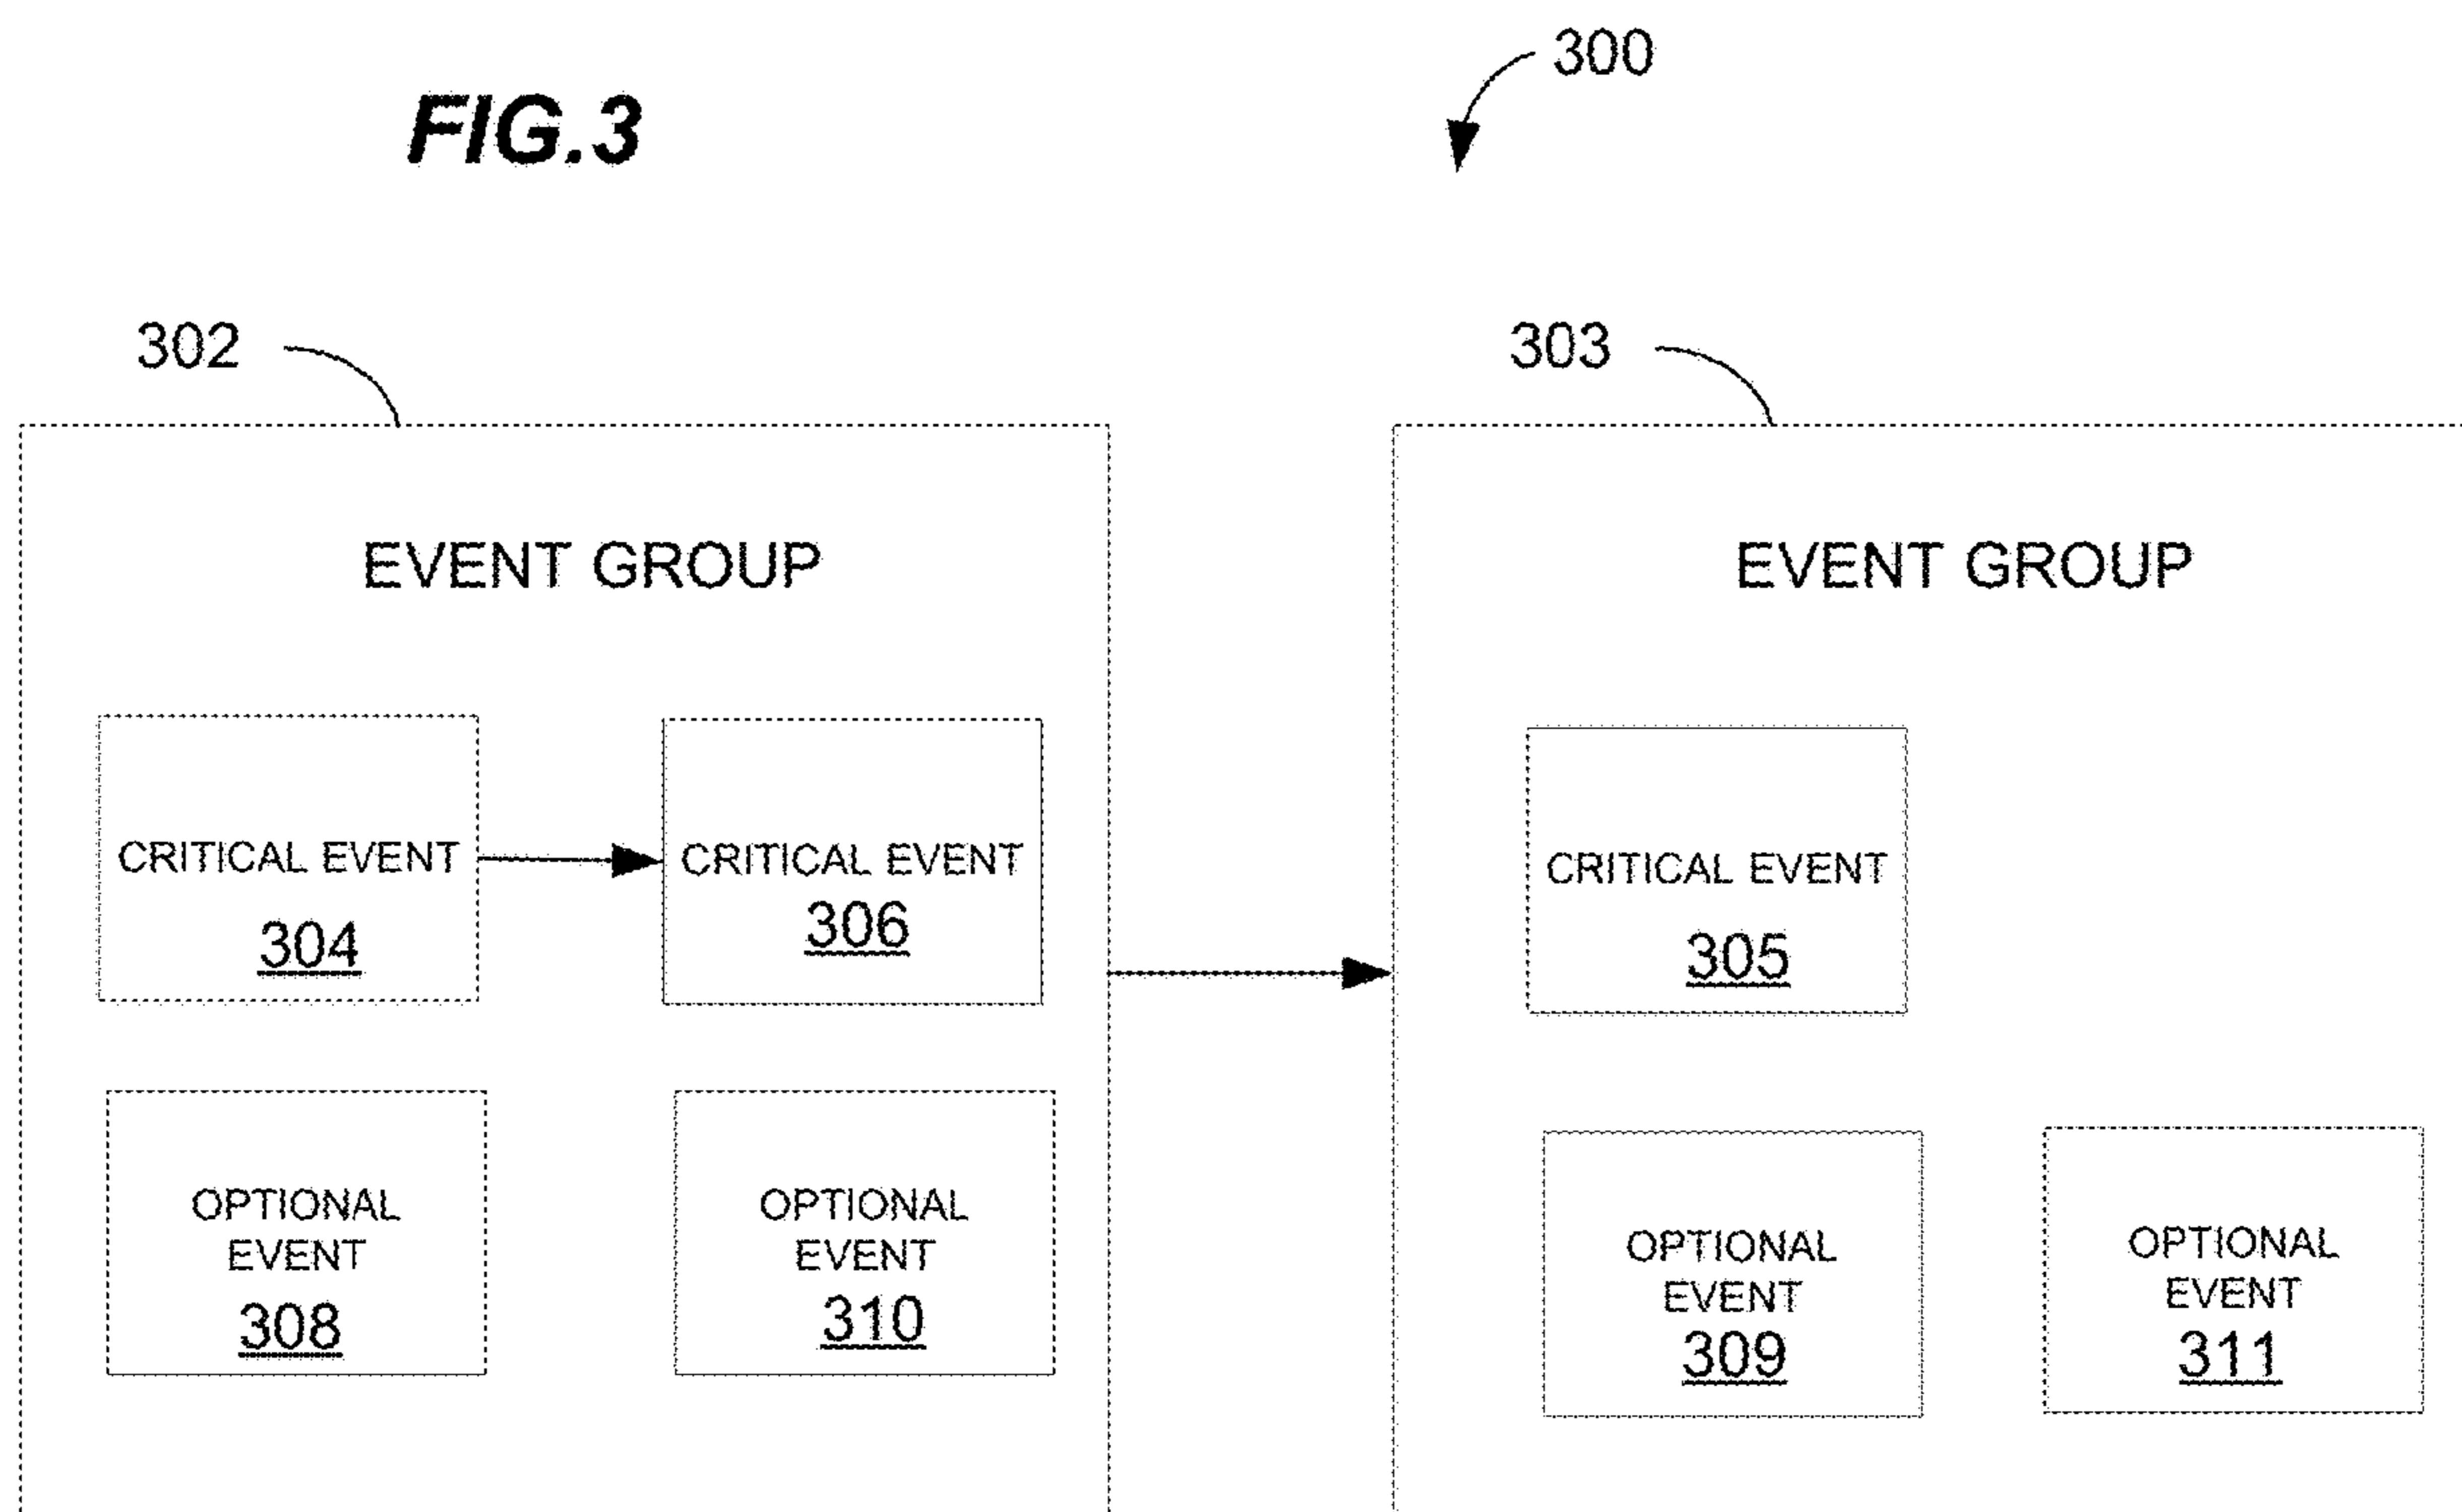 FIG.3
300
302
303
EVENT GROUP
CRITICAL EVENT
304
CRITICAL EVENT
306
OPTIONAL
EVENT
308
OPTIONAL
EVENT
310
EVENT GROUP
CRITICAL EVENT
305
OPTIONAL
EVENT
309
OPTIONAL
EVENT
311